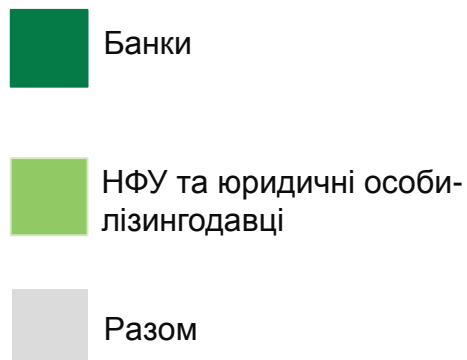 Банки
НФУ та юридичні особи-
лізингодавці
Разом